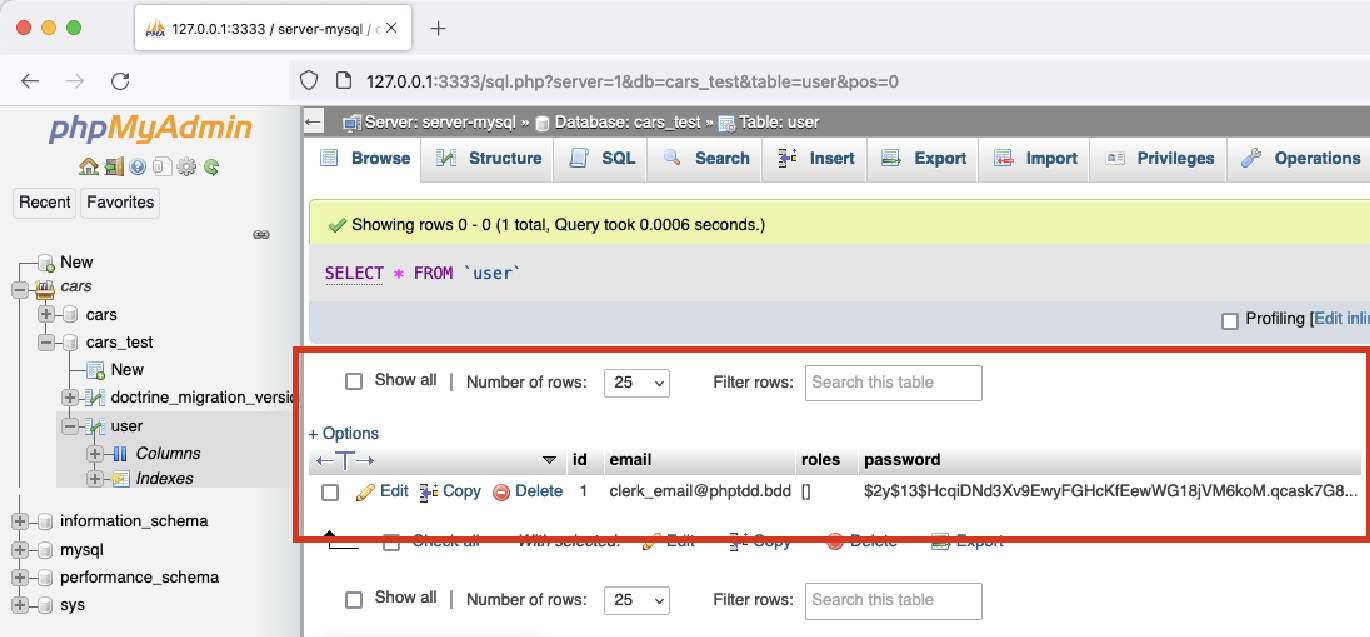 127.0.0.1:3333 / server-mysql / c
127.0.0.1:3333/sql.php?server=1&db=cars_test&table=user&pos=0
phpMyAdmin
Recent Favorites
New
cars
cars
cars_test
New
doctrine_migration_versio
user
Columns
Indexes
information_schema
mysql
performance_schema
sys
Server: server-mysql » Database: cars_test » Table: user
Browse Structure SQL Search Insert Export Import Privileges Operations
Showing rows 0 - 0 (1 total, Query took 0.0006 seconds.)
SELECT * FROM `user`
Profiling [Edit inli
Show all | Number of rows: 25 Filter rows: Search this table
+ Options
←T→ id email roles password
Edit Copy Delete 1 clerk_email@phptdd.bdd [] $2y$13$HcqiDNd3Xv9EwyFGHcKfEewWG18jVM6koM.qcask7G8...
Check all With selected: Edit Copy Delete Export
Show all | Number of rows: 25 Filter rows: Search this table